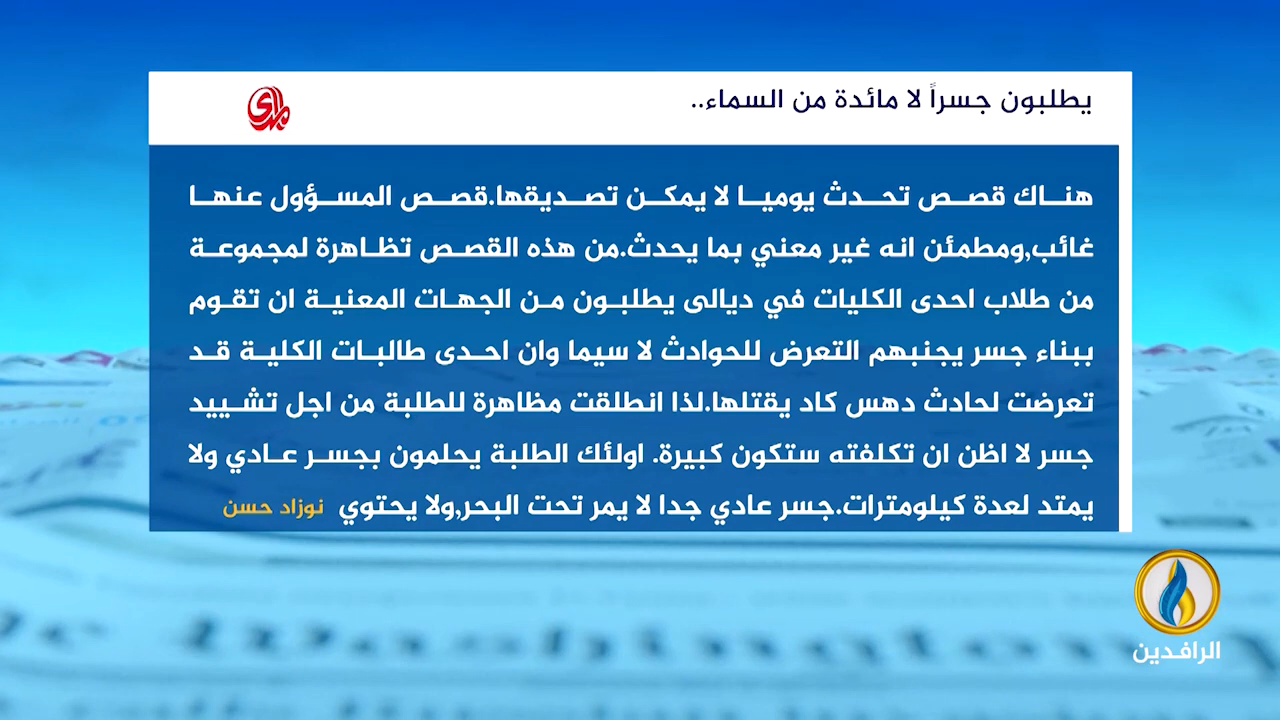 يطلبون جسراً لا مائدة من السماء..
المدى
هناك قصص تحدث يوميا لا يمكن تصديقها.قصص المسؤول عنها
غائب,ومطمئن انه غير معني بما يحدث.من هذه القصص تظاهرة لمجموعة
من طلاب احدى الكليات في ديالى يطلبون من الجهات المعنية ان تقوم
ببناء جسر يجنبهم التعرض للحوادث لا سيما وان احدى طالبات الكلية قد
تعرضت لحادث دهس كاد يقتلها.لذا انطلقت مظاهرة للطلبة من اجل تشييد
جسر لا اظن ان تكلفته ستكون كبيرة. اولئك الطلبة يحلمون بجسر عادي ولا
يمتد لعدة كيلومترات.جسر عادي جدا لا يمر تحت البحر,ولا يحتوي نوزاد حسن
الرافدين